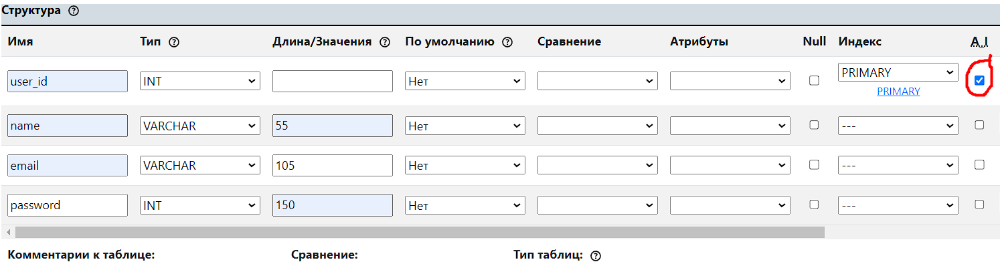 Структура
Имя Тип Длина/Значения По умолчанию Сравнение Атрибуты Null Индекс A_I
user_id INT Нет PRIMARY
PRIMARY
name VARCHAR 55 Нет ---
email VARCHAR 105 Нет ---
password INT 150 Нет ---
Комментарии к таблице: Сравнение: Тип таблиц: